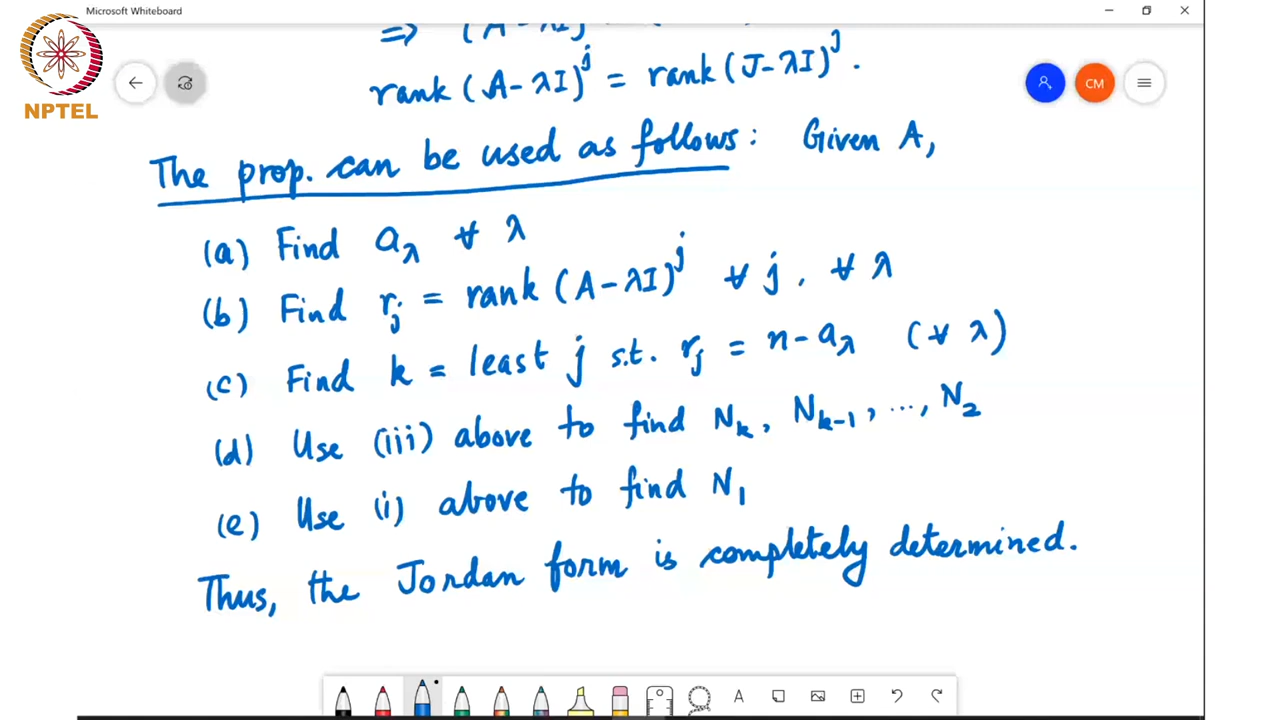 Microsoft Whiteboard
NPTEL
CM
⇒ (A-λI)
rank(A-λI)^j = rank(J-λI)^j.
The prop. can be used as follows: Given A,
(a) Find a_λ ∀ λ
(b) Find r_j = rank (A-λI)^j ∀ j, ∀ λ
(c) Find k = least j s.t. r_j = n-a_λ (∀ λ)
(d) Use (iii) above to find N_k, N_{k-1}, ..., N_2
(e) Use (i) above to find N_1
Thus, the Jordan form is completely determined.
A